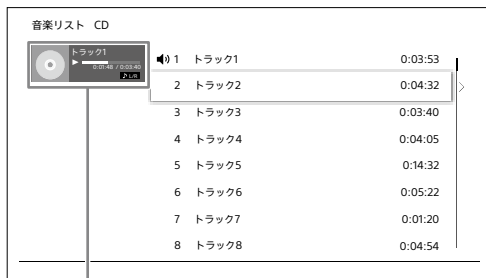 音楽リスト CD
トラック1
0:01:48 / 0:03:40
♪ L/R
1 トラック1 0:03:53
2 トラック2 0:04:32
3 トラック3 0:03:40
4 トラック4 0:04:05
5 トラック5 0:14:32
6 トラック6 0:05:22
7 トラック7 0:01:20
8 トラック8 0:04:54